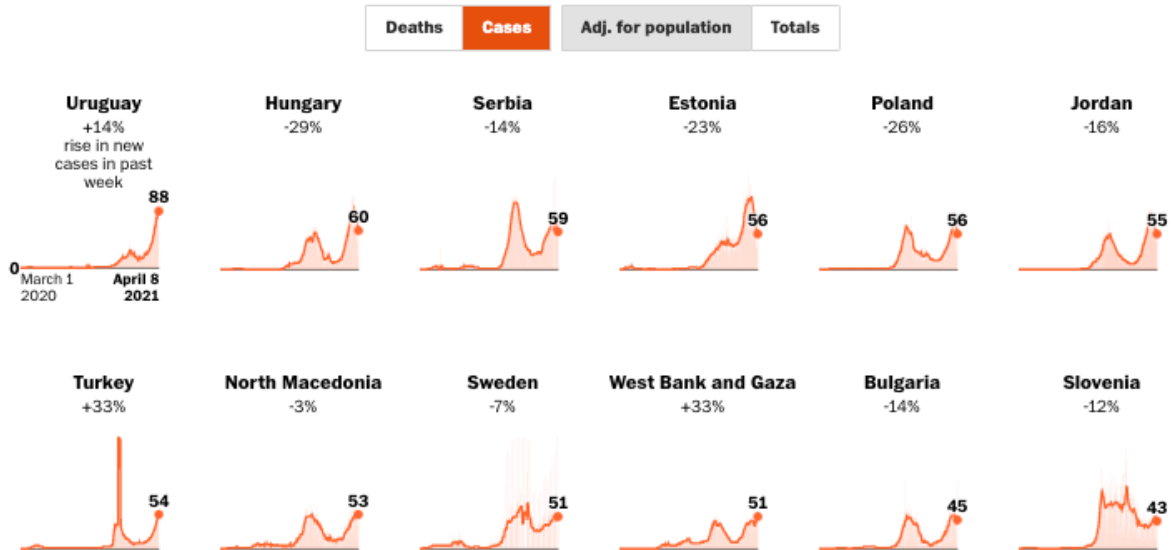 Deaths Cases Adj. for population Totals
Uruguay Hungary Serbia Estonia Poland Jordan
+14% -29% -14% -23% -26% -16%
rise in new
cases in past
week
88 60 59 56 56 55
0
March 1 April 8
2020 2021
Turkey North Macedonia Sweden West Bank and Gaza Bulgaria Slovenia
+33% -3% -7% +33% -14% -12%
54 53 51 51 45 43